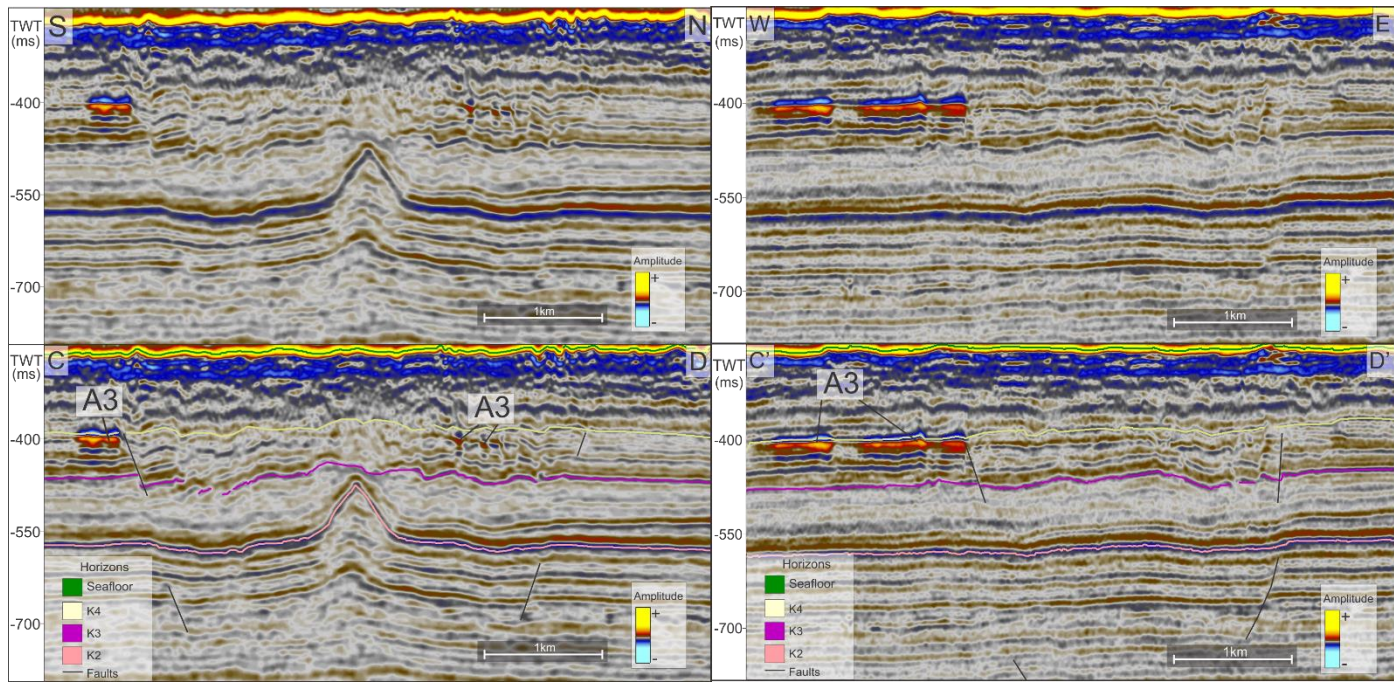 TWT
(ms)
S
N
-400
-550
-700
Amplitude
+
-
1km
TWT
(ms)
W
E
-400
-550
-700
Amplitude
+
-
1km
TWT
(ms)
C
D
A3
A3
-400
-550
-700
Horizons
Seafloor
K4
K3
K2
Faults
Amplitude
+
-
1km
TWT
(ms)
C'
D'
A3
-400
-550
-700
Horizons
Seafloor
K4
K3
K2
Faults
Amplitude
+
-
1km